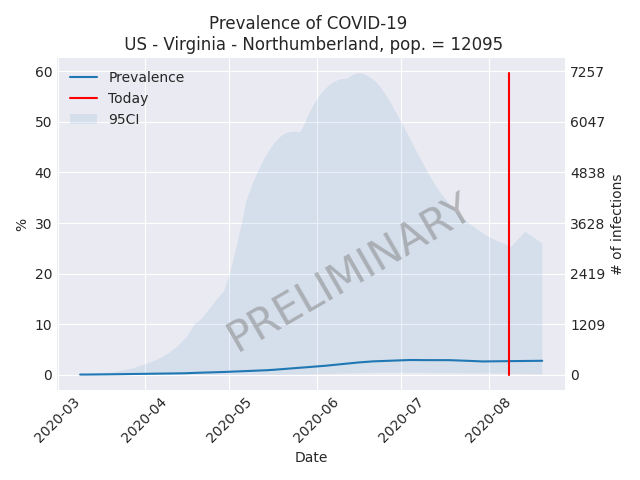 Prevalence of COVID-19
US - Virginia - Northumberland, pop. = 12095
Prevalence
Today
95CI
PRELIMINARY
%
60
50
40
30
20
10
0
7257
6047
4838
3628
2419
1209
0
# of infections
2020-03
2020-04
2020-05
2020-06
2020-07
2020-08
Date